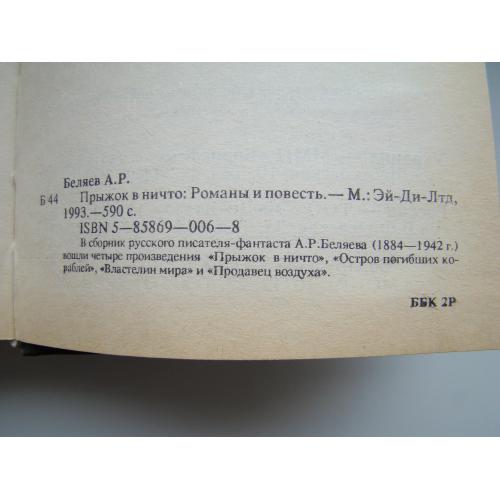 Беляев А.Р.
Б 44 Прыжок в ничто: Романы и повесть.— М.: Эй-Ди-Лтд,
1993.—590 с.
ISBN 5—85869—006—8
В сборник русского писателя-фантаста А.Р.Беляева (1884—1942 г.)
вошли четыре произведения «Прыжок в ничто», «Остров погибших ко-
раблей», «Властелин мира» и «Продавец воздуха».
ББК 2Р